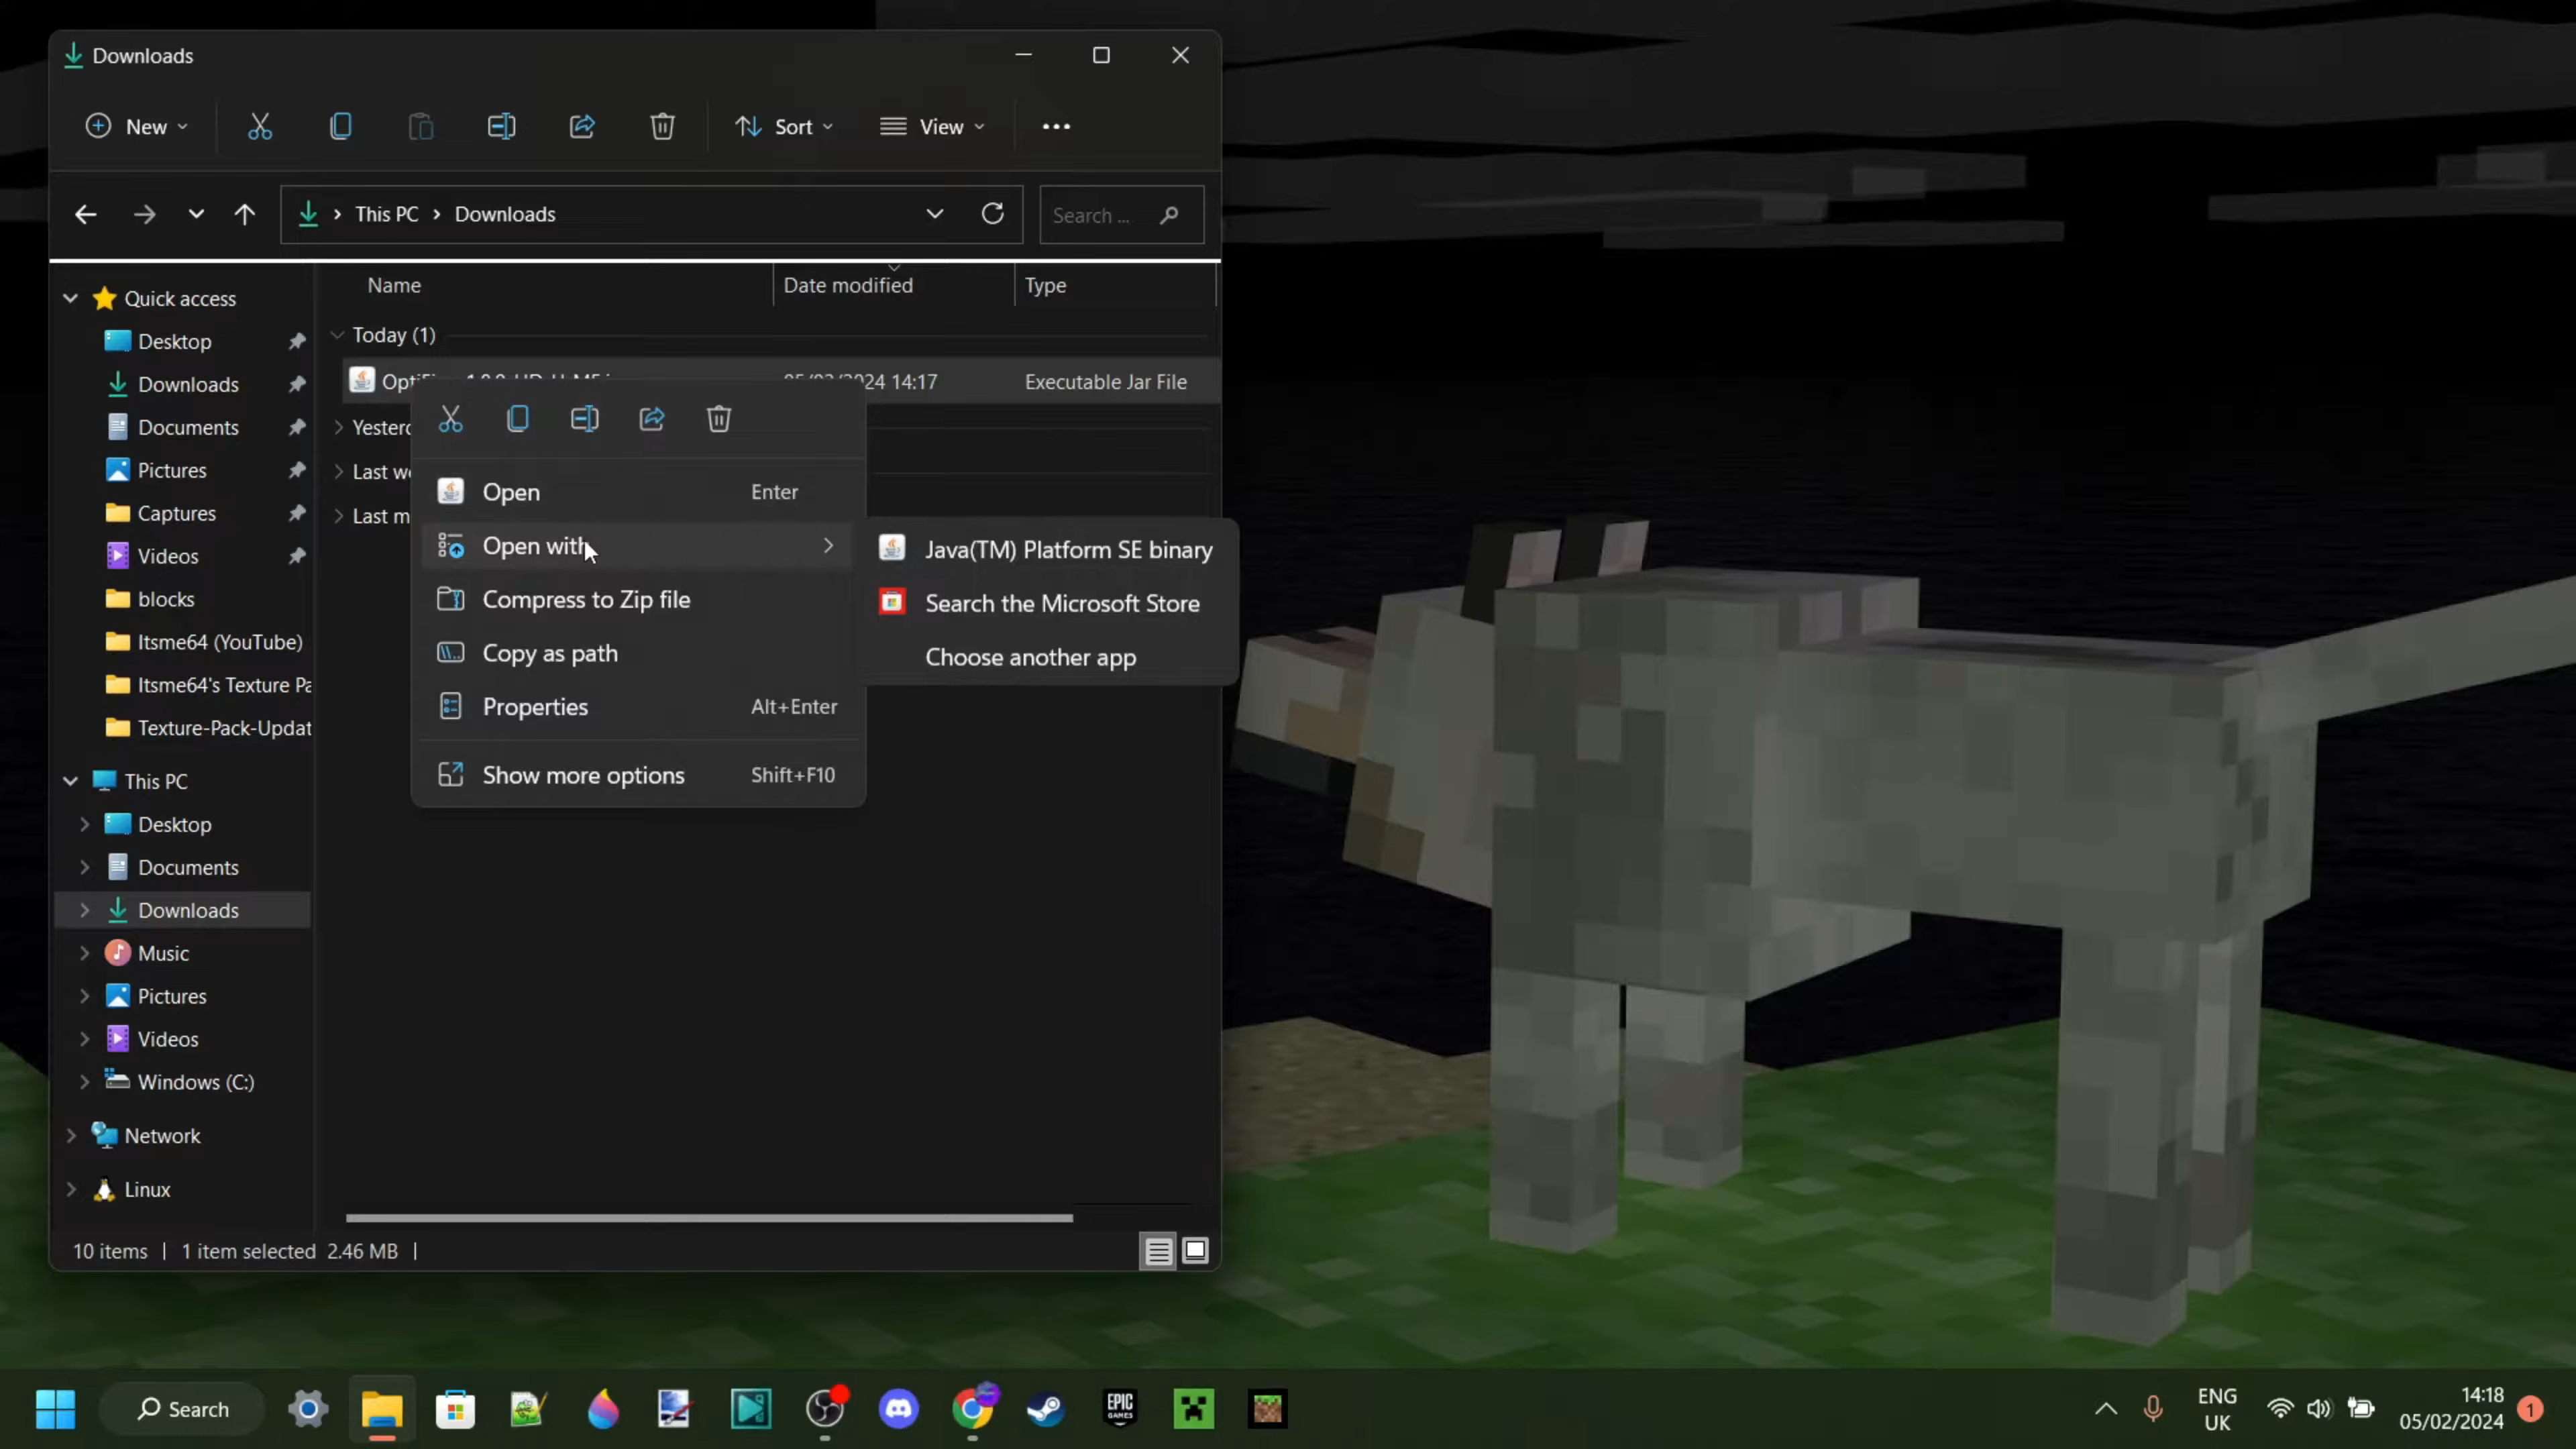 Downloads
New
Sort
View
This PC
Downloads
Search ...
Name
Date modified
Type
Quick access
Today (1)
Desktop
14:17
Executable Jar File
Downloads
Documents
Pictures
Captures
Videos
blocks
Itsme64 (YouTube)
Itsme64's Texture Pa
Texture-Pack-Updat
This PC
Desktop
Documents
Downloads
Music
Pictures
Videos
Windows (C:)
Network
Linux
Open Enter
Open with
Compress to Zip file
Copy as path
Properties Alt+Enter
Show more options Shift+F10
Java(TM) Platform SE binary
Search the Microsoft Store
Choose another app
10 items
1 item selected 2.46 MB
Search
EPIC
GAMES
ENG
UK
14:18
05/02/2024
1